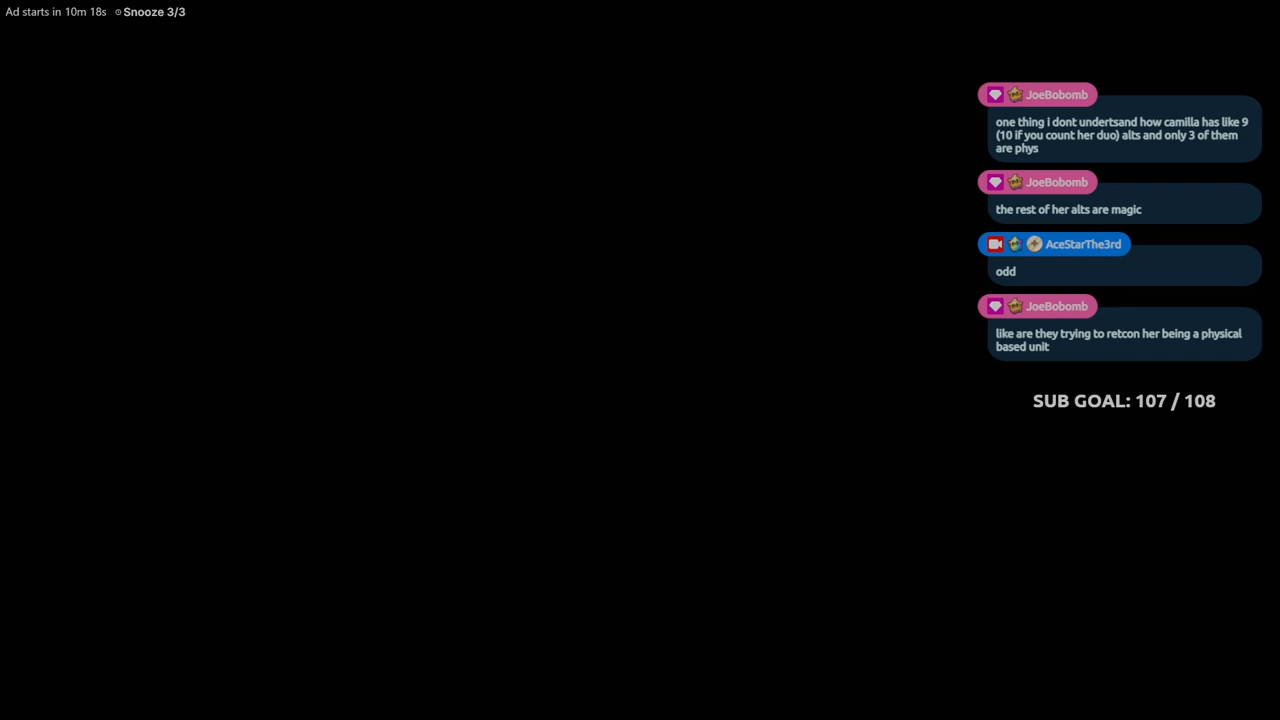 Ad starts in 10m 18s Snooze 3/3
JoeBobomb
one thing i dont undertsand how camilla has like 9
(10 if you count her duo) alts and only 3 of them
are phys
JoeBobomb
the rest of her alts are magic
AceStarThe3rd
odd
JoeBobomb
like are they trying to retcon her being a physical
based unit
SUB GOAL: 107 / 108